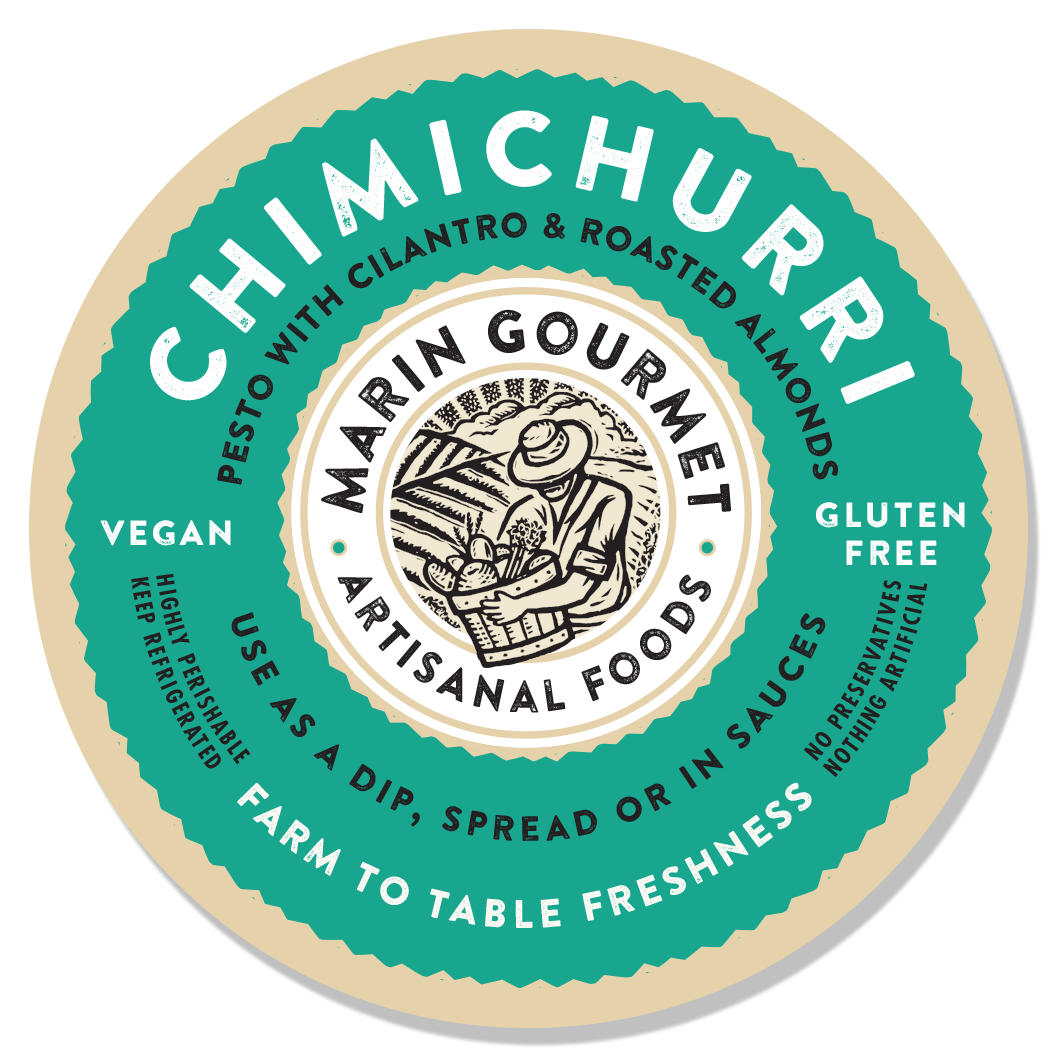 CHIMICHURRI
PESTO WITH CILANTRO & ROASTED ALMONDS
MARIN GOURMET
ARTISANAL FOODS
VEGAN
GLUTEN
FREE
HIGHLY PERISHABLE
KEEP REFRIGERATED
NO PRESERVATIVES
NOTHING ARTIFICIAL
USE AS A DIP, SPREAD OR IN SAUCES
FARM TO TABLE FRESHNESS